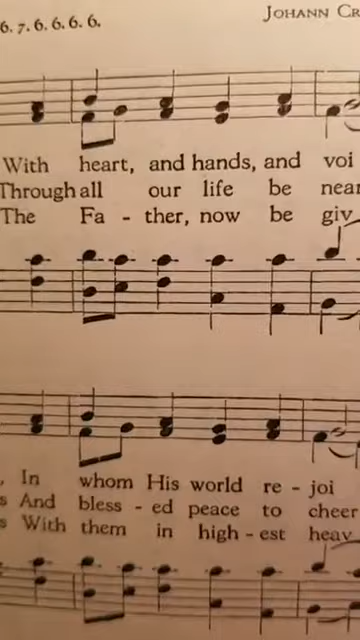 6. 7. 6. 6. 6. 6.
JOHANN CR
With heart, and hands, and voi
Through all our life be near
The Fa - ther, now be giv
, In whom His world re - joi
s And bless - ed peace to cheer
s With them in high - est heav